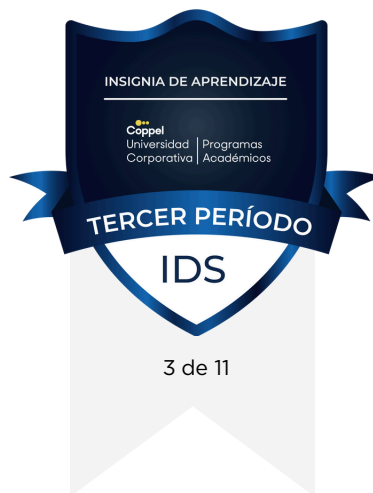 INSIGNIA DE APRENDIZAJE
Coppel
Universidad | Programas
Corporativa | Académicos
TERCER PERÍODO
IDS
3 de 11